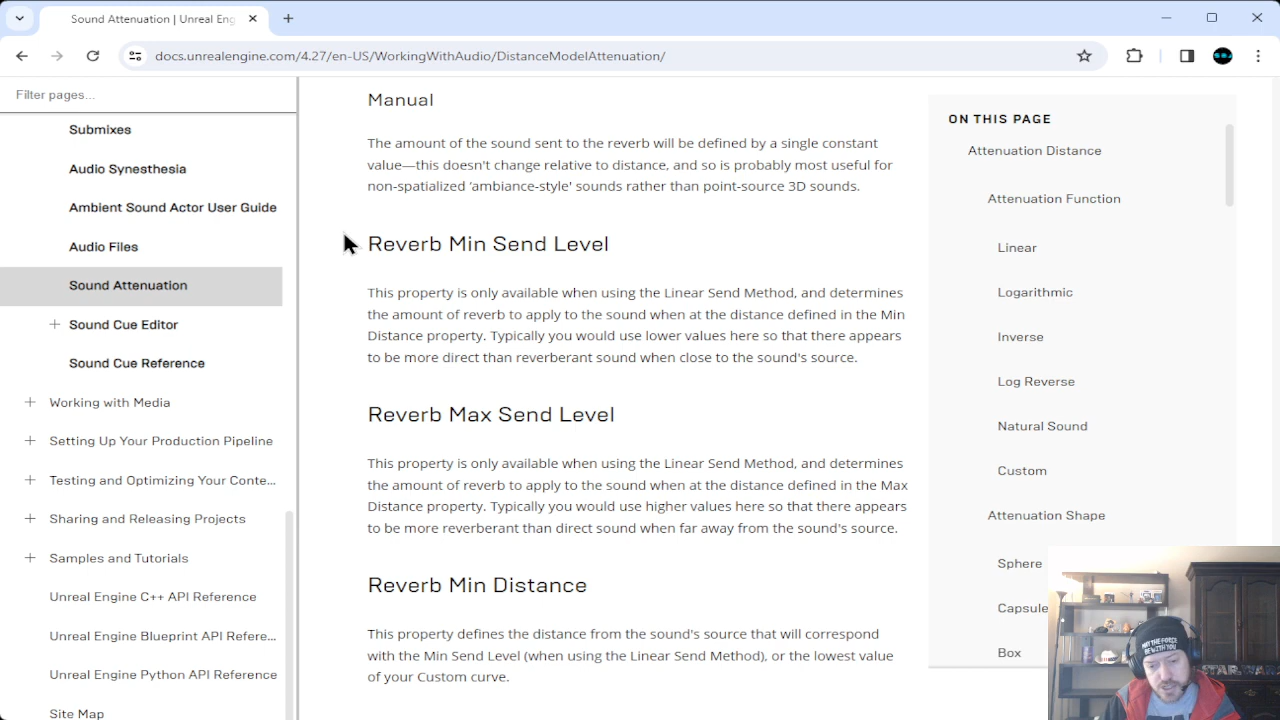 Sound Attenuation | Unreal Eng
docs.unrealengine.com/4.27/en-US/WorkingWithAudio/DistanceModelAttenuation/
Filter pages...
Submixes
Audio Synesthesia
Ambient Sound Actor User Guide
Audio Files
Sound Attenuation
Sound Cue Editor
Sound Cue Reference
Working with Media
Setting Up Your Production Pipeline
Testing and Optimizing Your Conte...
Sharing and Releasing Projects
Samples and Tutorials
Unreal Engine C++ API Reference
Unreal Engine Blueprint API Refere...
Unreal Engine Python API Reference
Site Map
Manual
The amount of the sound sent to the reverb will be defined by a single constant
value—this doesn't change relative to distance, and so is probably most useful for
non-spatialized 'ambiance-style' sounds rather than point-source 3D sounds.
Reverb Min Send Level
This property is only available when using the Linear Send Method, and determines
the amount of reverb to apply to the sound when at the distance defined in the Min
Distance property. Typically you would use lower values here so that there appears
to be more direct than reverberant sound when close to the sound's source.
Reverb Max Send Level
This property is only available when using the Linear Send Method, and determines
the amount of reverb to apply to the sound when at the distance defined in the Max
Distance property. Typically you would use higher values here so that there appears
to be more reverberant than direct sound when far away from the sound's source.
Reverb Min Distance
This property defines the distance from the sound's source that will correspond
with the Min Send Level (when using the Linear Send Method), or the lowest value
of your Custom curve.
ON THIS PAGE
Attenuation Distance
Attenuation Function
Linear
Logarithmic
Inverse
Log Reverse
Natural Sound
Custom
Attenuation Shape
Sphere
Capsule
Box
MAY THE FORCE
BE WITH YOU
STAR WARS